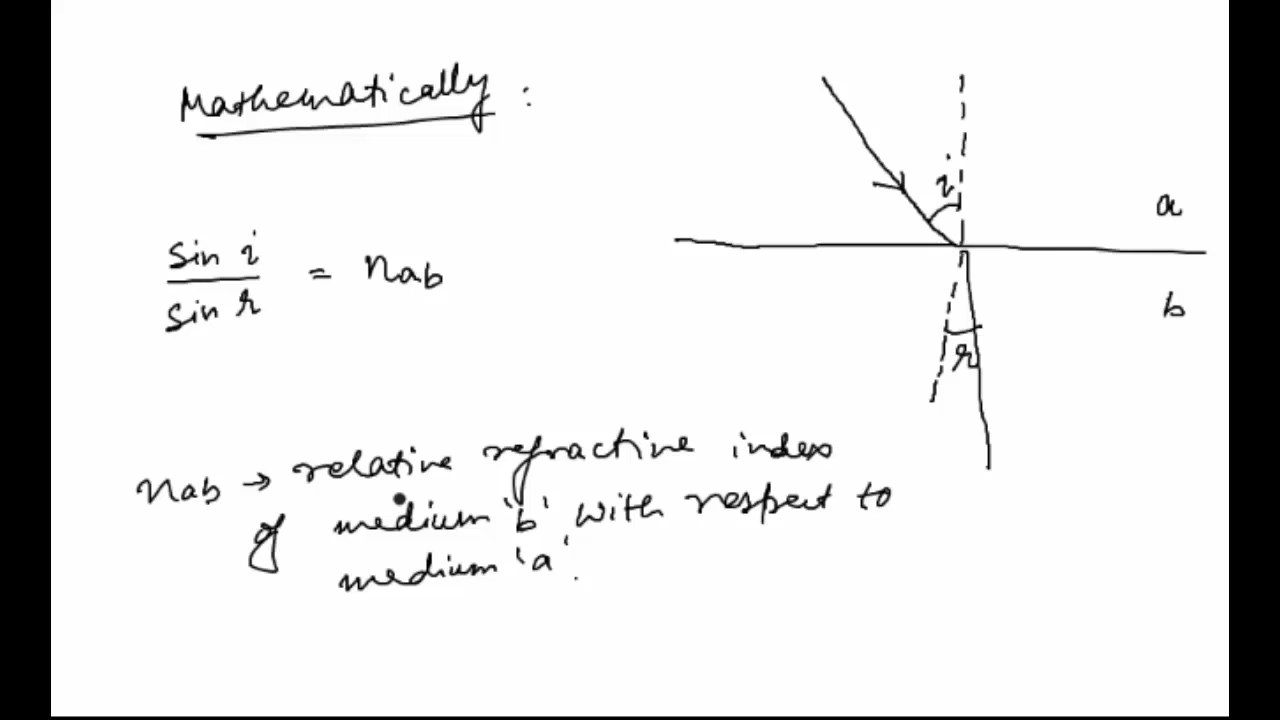 Mathematically :
sin i
sin r
= nab
nab → relative refractive index
of medium 'b' with respect to
medium 'a'.
i
a
b
r